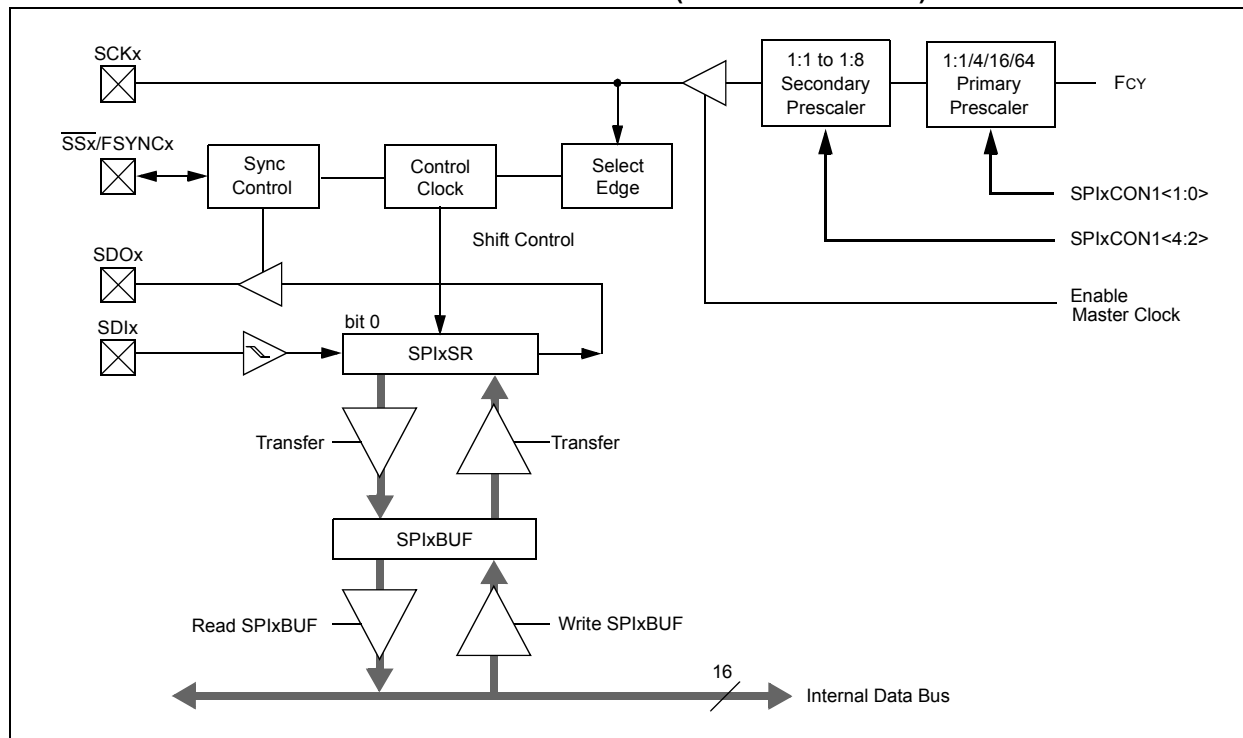 SCKx
1:1 to 1:8
Secondary
Prescaler
1:1/4/16/64
Primary
Prescaler
FCY
SSx/FSYNCx
Sync
Control
Control
Clock
Select
Edge
SPIxCON1<1:0>
SPIxCON1<4:2>
Shift Control
SDOx
Enable
Master Clock
bit 0
SDIx
SPIxSR
Transfer
Transfer
SPIxBUF
Read SPIxBUF
Write SPIxBUF
16
Internal Data Bus